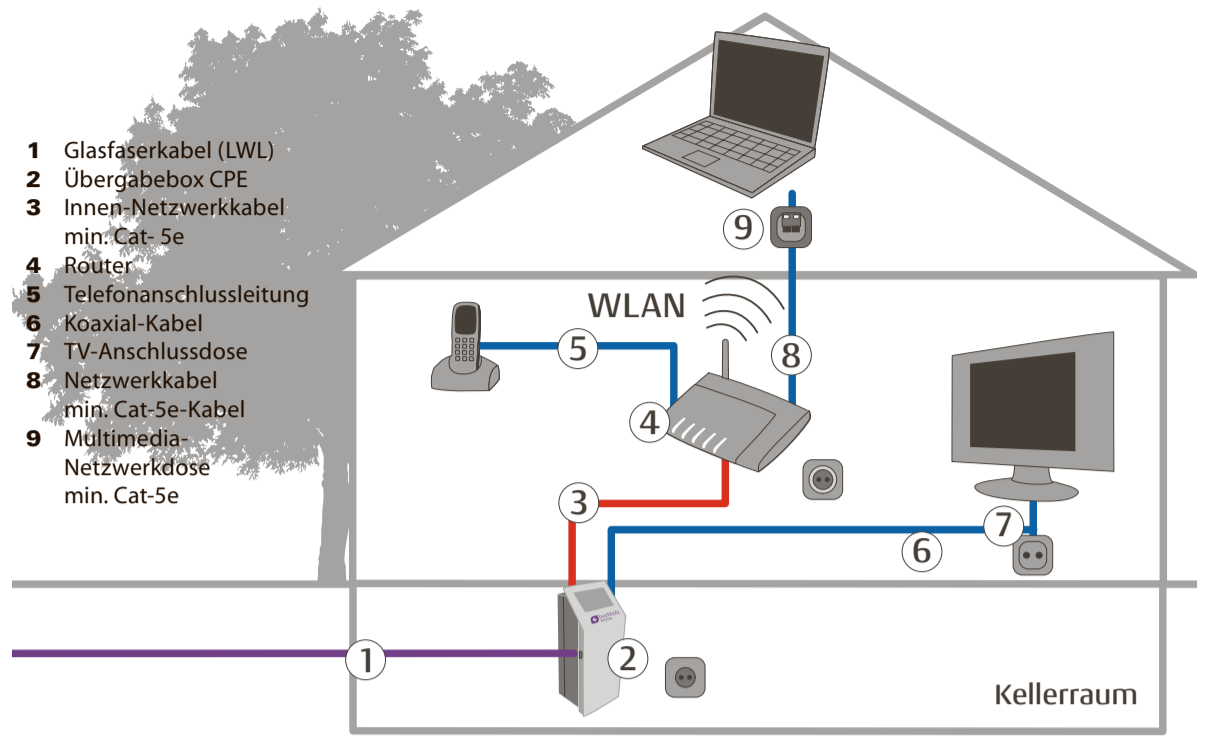 1 Glasfaserkabel (LWL)
2 Übergabebox CPE
3 Innen-Netzwerkkabel
min. Cat- 5e
4 Router
5 Telefonanschlussleitung
6 Koaxial-Kabel
7 TV-Anschlussdose
8 Netzwerkkabel
min. Cat-5e-Kabel
9 Multimedia-
Netzwerkdose
min. Cat-5e
9
WLAN
5
8
4
3
7
6
1
2
Kellerraum